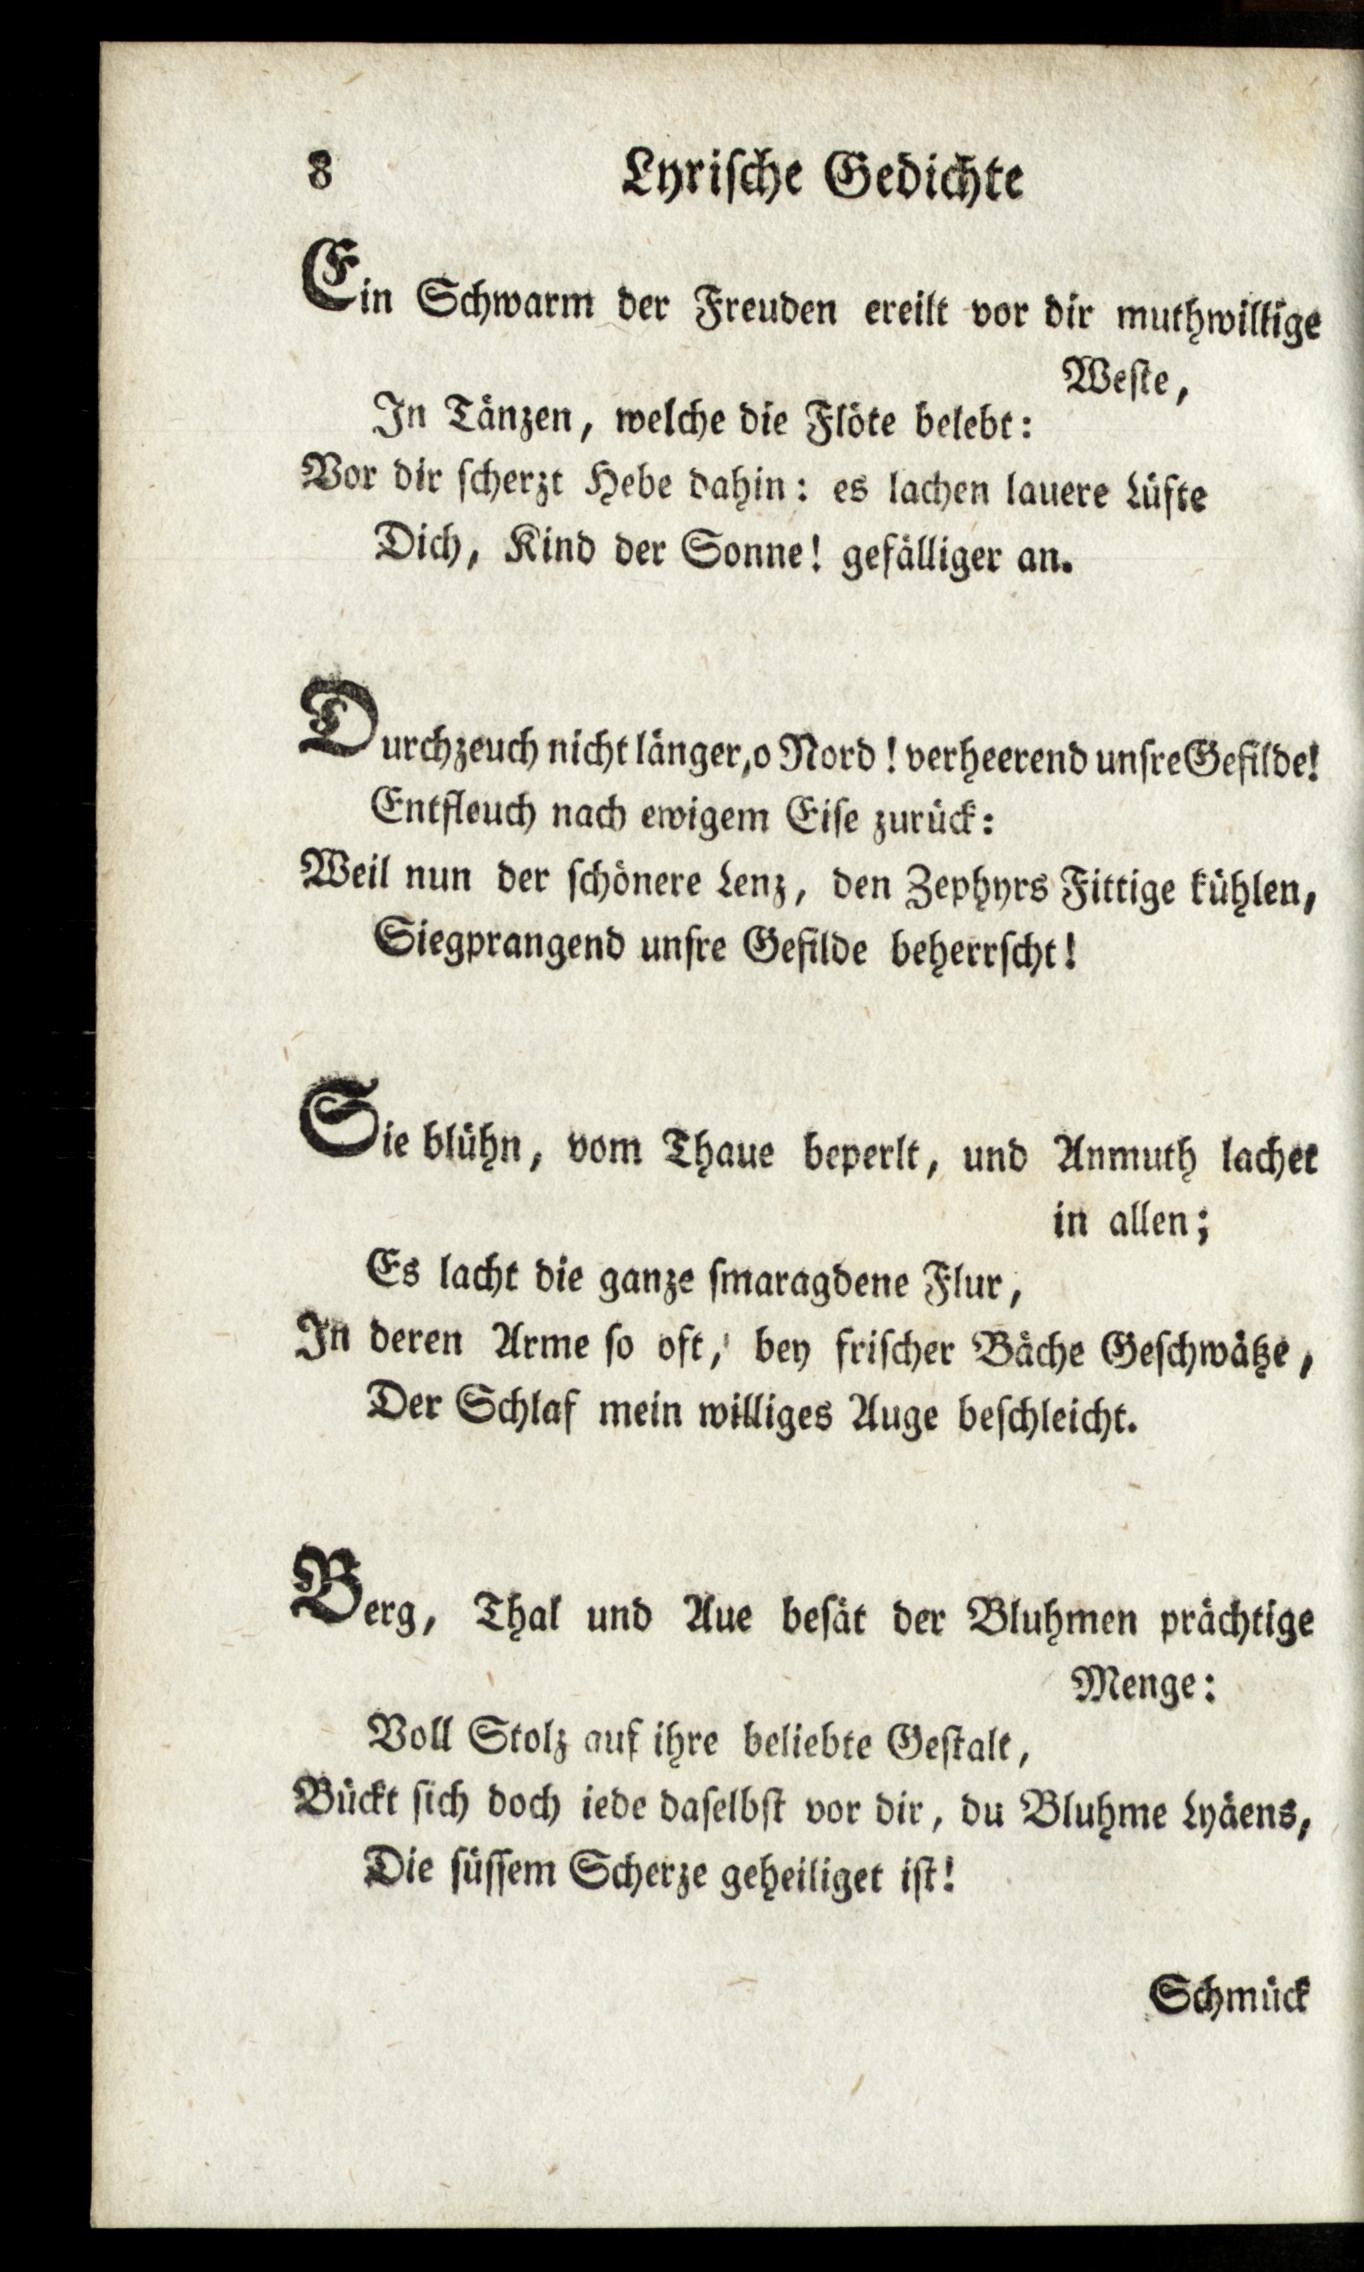 8 Lyriſche Gedichte
Ein Schwarm der Freuden ereilt vor dir muthwillige
Weſte,
In Tänzen, welche die Flöte belebt:
Vor dir ſcherzt Hebe dahin: es lachen lauere Lüfte
Dich, Kind der Sonne! gefälliger an.
Durchzeuch nicht länger, o Nord! verheerend unſre Gefilde!
Entfleuch nach ewigem Eiſe zurück:
Weil nun der ſchönere Lenz, den Zephyrs Fittige kühlen,
Siegprangend unſre Gefilde beherrſcht!
Sie blühn, vom Thaue beperlt, und Anmuth lachet
in allen;
Es lacht die ganze ſmaragdene Flur,
In deren Arme ſo oft, bey friſcher Bäche Geſchwätze,
Der Schlaf mein williges Auge beſchleicht.
Berg, Thal und Aue beſät der Bluhmen prächtige
Menge:
Voll Stolz auf ihre beliebte Geſtalt,
Bückt ſich doch iede daſelbſt vor dir, du Bluhme Lyäens,
Die ſüſſem Scherze geheiliget iſt!
Schmück